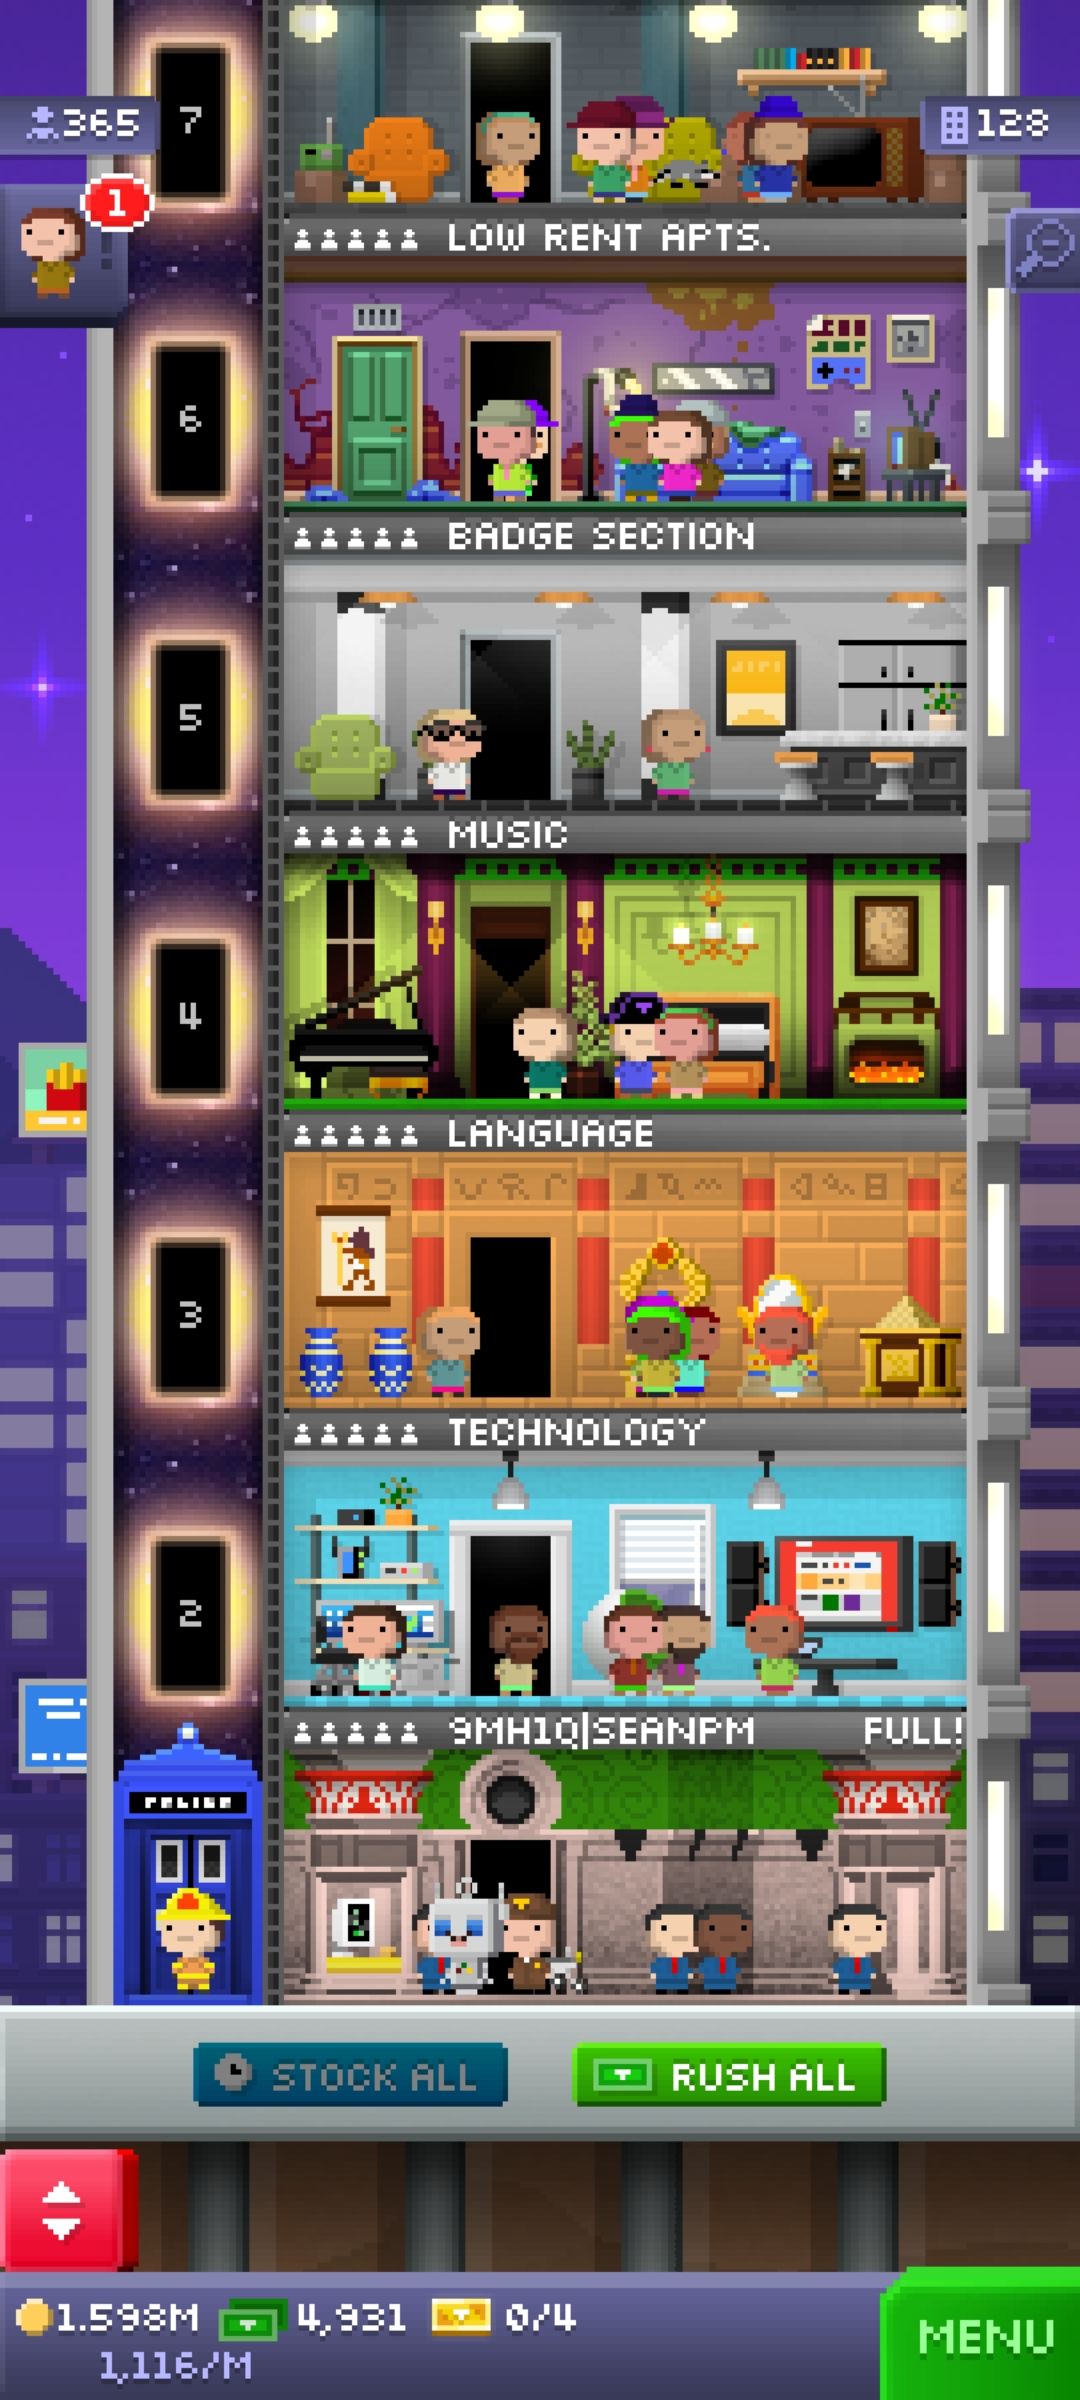 7
365
128
1
LOW RENT APTS.
6
BADGE SECTION
5
MUSIC
4
LANGUAGE
3
TECHNOLOGY
2
9MH1Q|SEANPM FULL!
POLICE
STOCK ALL
RUSH ALL
1.598M 4,931 0/4
1,116/M
MENU